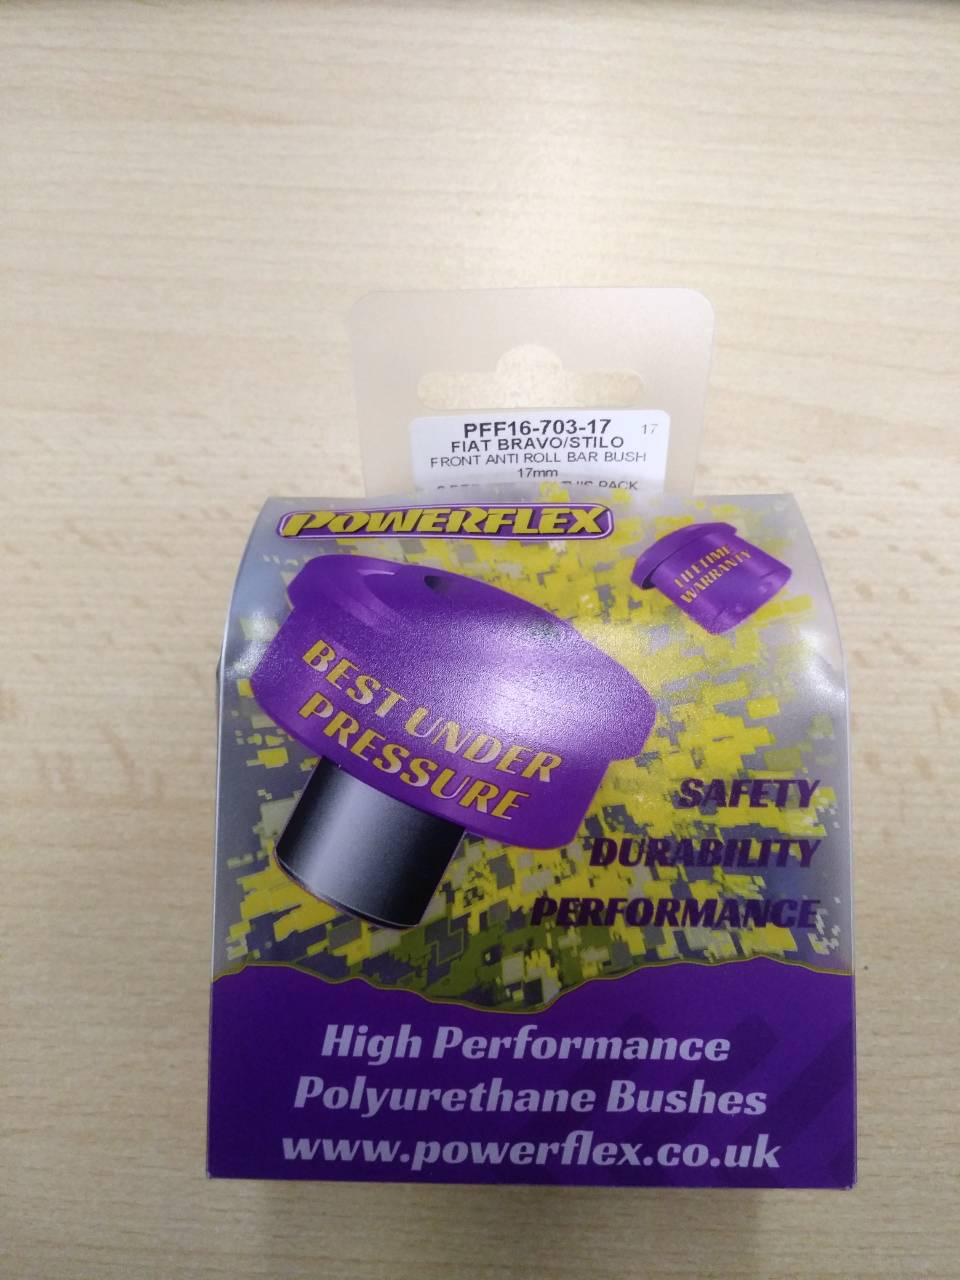 PFF16-703-17 17
FIAT BRAVO/STILO
FRONT ANTI ROLL BAR BUSH
17mm
PACK
POWERFLEX
LIFETIME
WARRANTY
BEST UNDER
PRESSURE
SAFETY
DURABILITY
PERFORMANCE
High Performance
Polyurethane Bushes
www.powerflex.co.uk